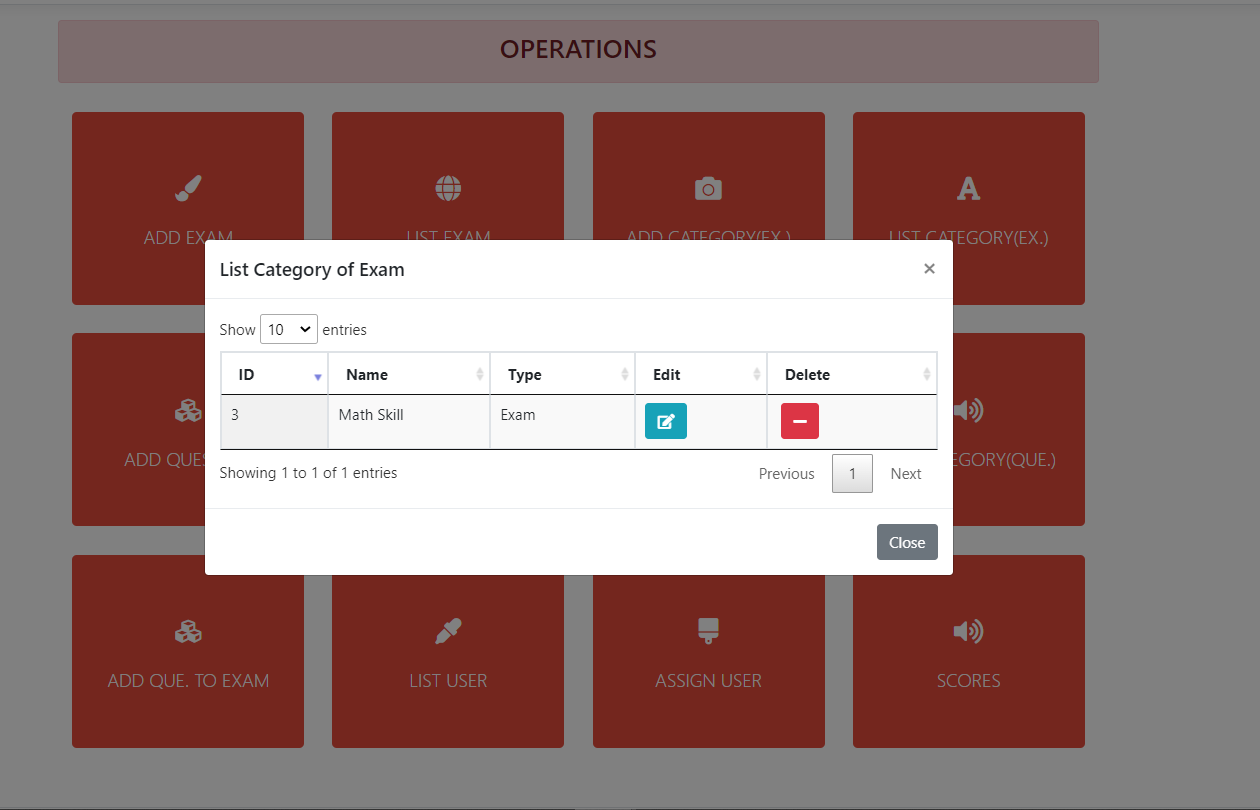 OPERATIONS
ADD EXAM
LIST EXAM
ADD CATEGORY(EX.)
LIST CATEGORY(EX.)
List Category of Exam
×
Show 10 entries
ID Name Type Edit Delete
3 Math Skill Exam
Showing 1 to 1 of 1 entries
Previous 1 Next
ADD QUES
EGORY(QUE.)
Close
ADD QUE. TO EXAM
LIST USER
ASSIGN USER
SCORES